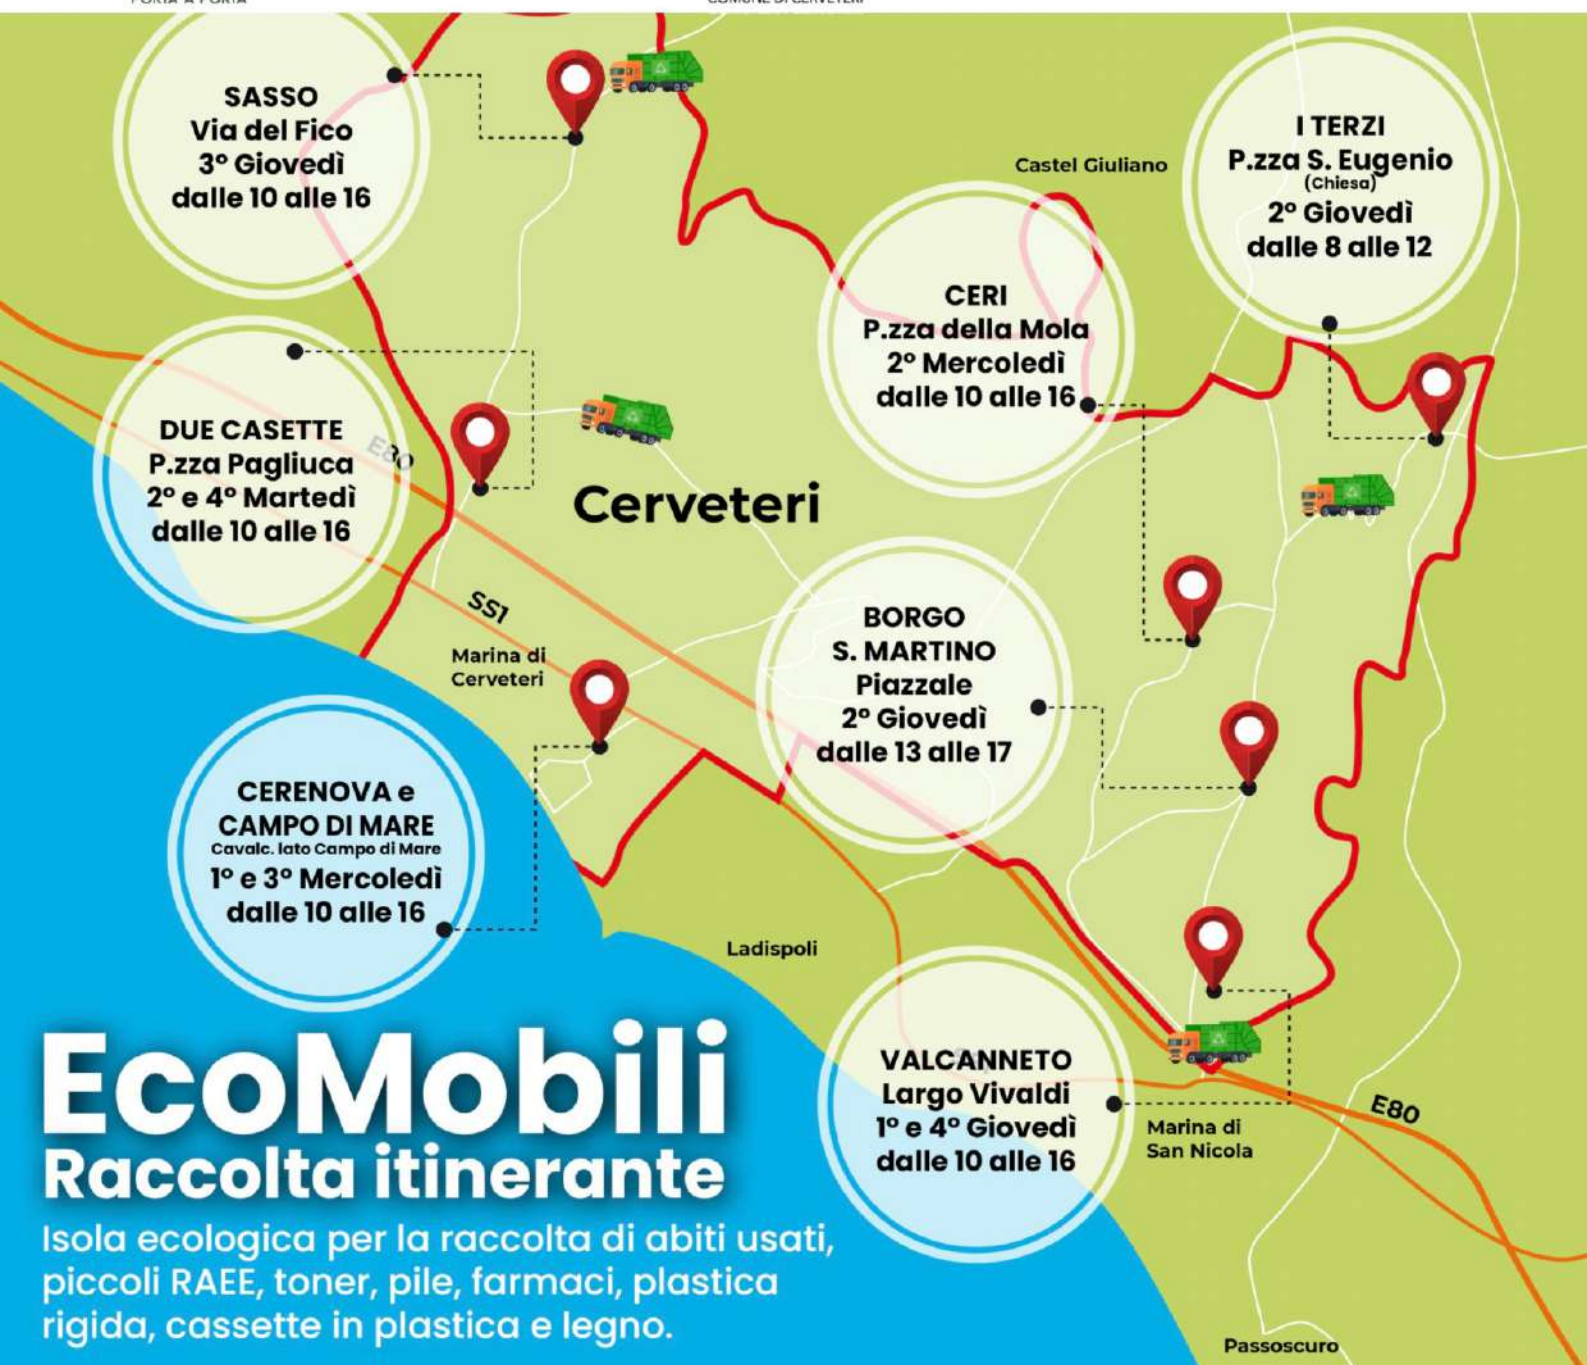 SASSO
Via del Fico
3° Giovedì
dalle 10 alle 16
I TERZI
P.zza S. Eugenio
(Chiesa)
2° Giovedì
dalle 8 alle 12
Castel Giuliano
CERI
P.zza della Mola
2° Mercoledì
dalle 10 alle 16
DUE CASETTE
P.zza Pagliuca
2° e 4° Martedì
dalle 10 alle 16
E80
Cerveteri
SS1
Marina di
Cerveteri
BORGO
S. MARTINO
Piazzale
2° Giovedì
dalle 13 alle 17
CERENOVA e
CAMPO DI MARE
Cavalc. lato Campo di Mare
1° e 3° Mercoledì
dalle 10 alle 16
Ladispoli
VALCANNETO
Largo Vivaldi
1° e 4° Giovedì
dalle 10 alle 16
E80
Marina di
San Nicola
EcoMobili
Raccolta itinerante
Isola ecologica per la raccolta di abiti usati,
piccoli RAEE, toner, pile, farmaci, plastica
rigida, cassette in plastica e legno.
Passoscuro